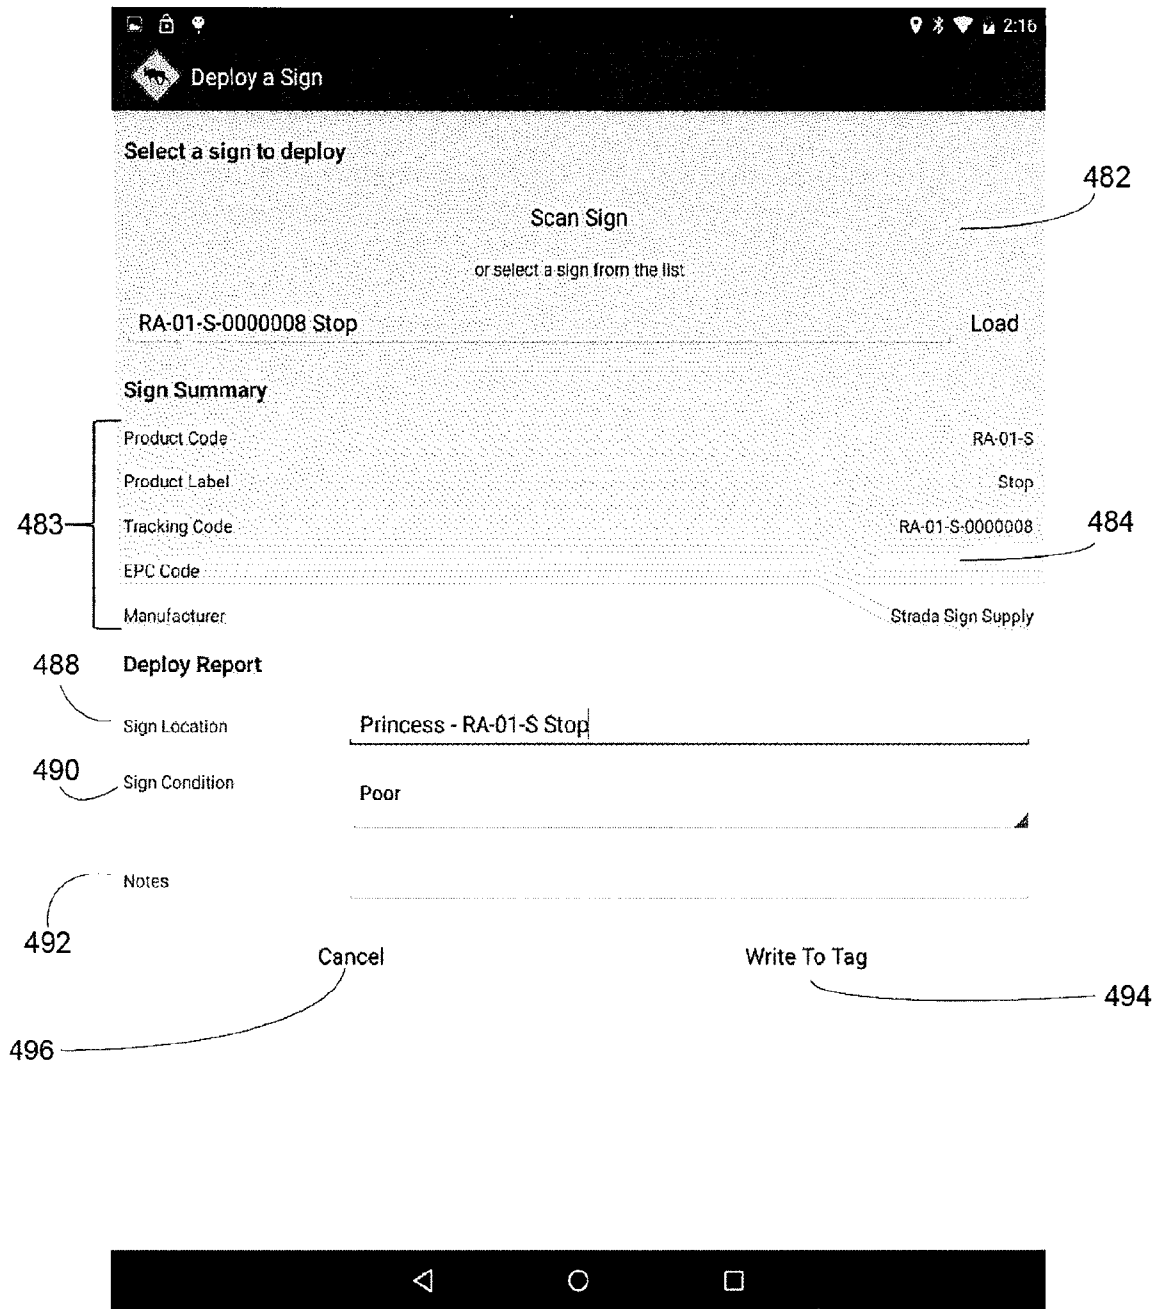 2:16
Deploy a Sign
Select a sign to deploy
482
Scan Sign
or select a sign from the list
RA-01-S-0000008 Stop Load
Sign Summary
Product Code RA-01-S
Product Label Stop
483
Tracking Code RA-01-S-0000008
484
EPC Code
Manufacturer Strada Sign Supply
488
Deploy Report
Sign Location Princess - RA-01-S Stop
490
Sign Condition Poor
Notes
492
Cancel Write To Tag
494
496